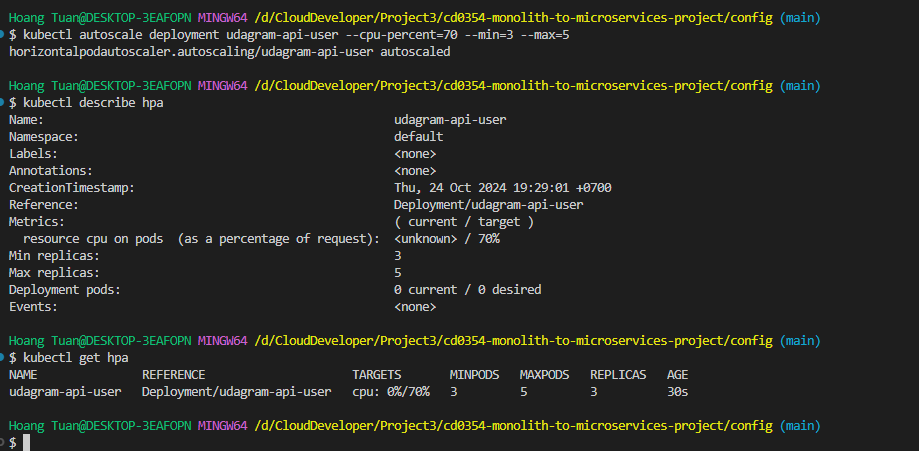 Hoang Tuan@DESKTOP-3EAFOPN MINGW64 /d/CloudDeveloper/Project3/cd0354-monolith-to-microservices-project/config (main)
$ kubectl autoscale deployment udagram-api-user --cpu-percent=70 --min=3 --max=5
horizontalpodautoscaler.autoscaling/udagram-api-user autoscaled
Hoang Tuan@DESKTOP-3EAFOPN MINGW64 /d/CloudDeveloper/Project3/cd0354-monolith-to-microservices-project/config (main)
$ kubectl describe hpa
Name: udagram-api-user
Namespace: default
Labels: <none>
Annotations: <none>
CreationTimestamp: Thu, 24 Oct 2024 19:29:01 +0700
Reference: Deployment/udagram-api-user
Metrics: ( current / target )
resource cpu on pods (as a percentage of request): <unknown> / 70%
Min replicas: 3
Max replicas: 5
Deployment pods: 0 current / 0 desired
Events: <none>
Hoang Tuan@DESKTOP-3EAFOPN MINGW64 /d/CloudDeveloper/Project3/cd0354-monolith-to-microservices-project/config (main)
$ kubectl get hpa
NAME REFERENCE TARGETS MINPODS MAXPODS REPLICAS AGE
udagram-api-user Deployment/udagram-api-user cpu: 0%/70% 3 5 3 30s
Hoang Tuan@DESKTOP-3EAFOPN MINGW64 /d/CloudDeveloper/Project3/cd0354-monolith-to-microservices-project/config (main)
$